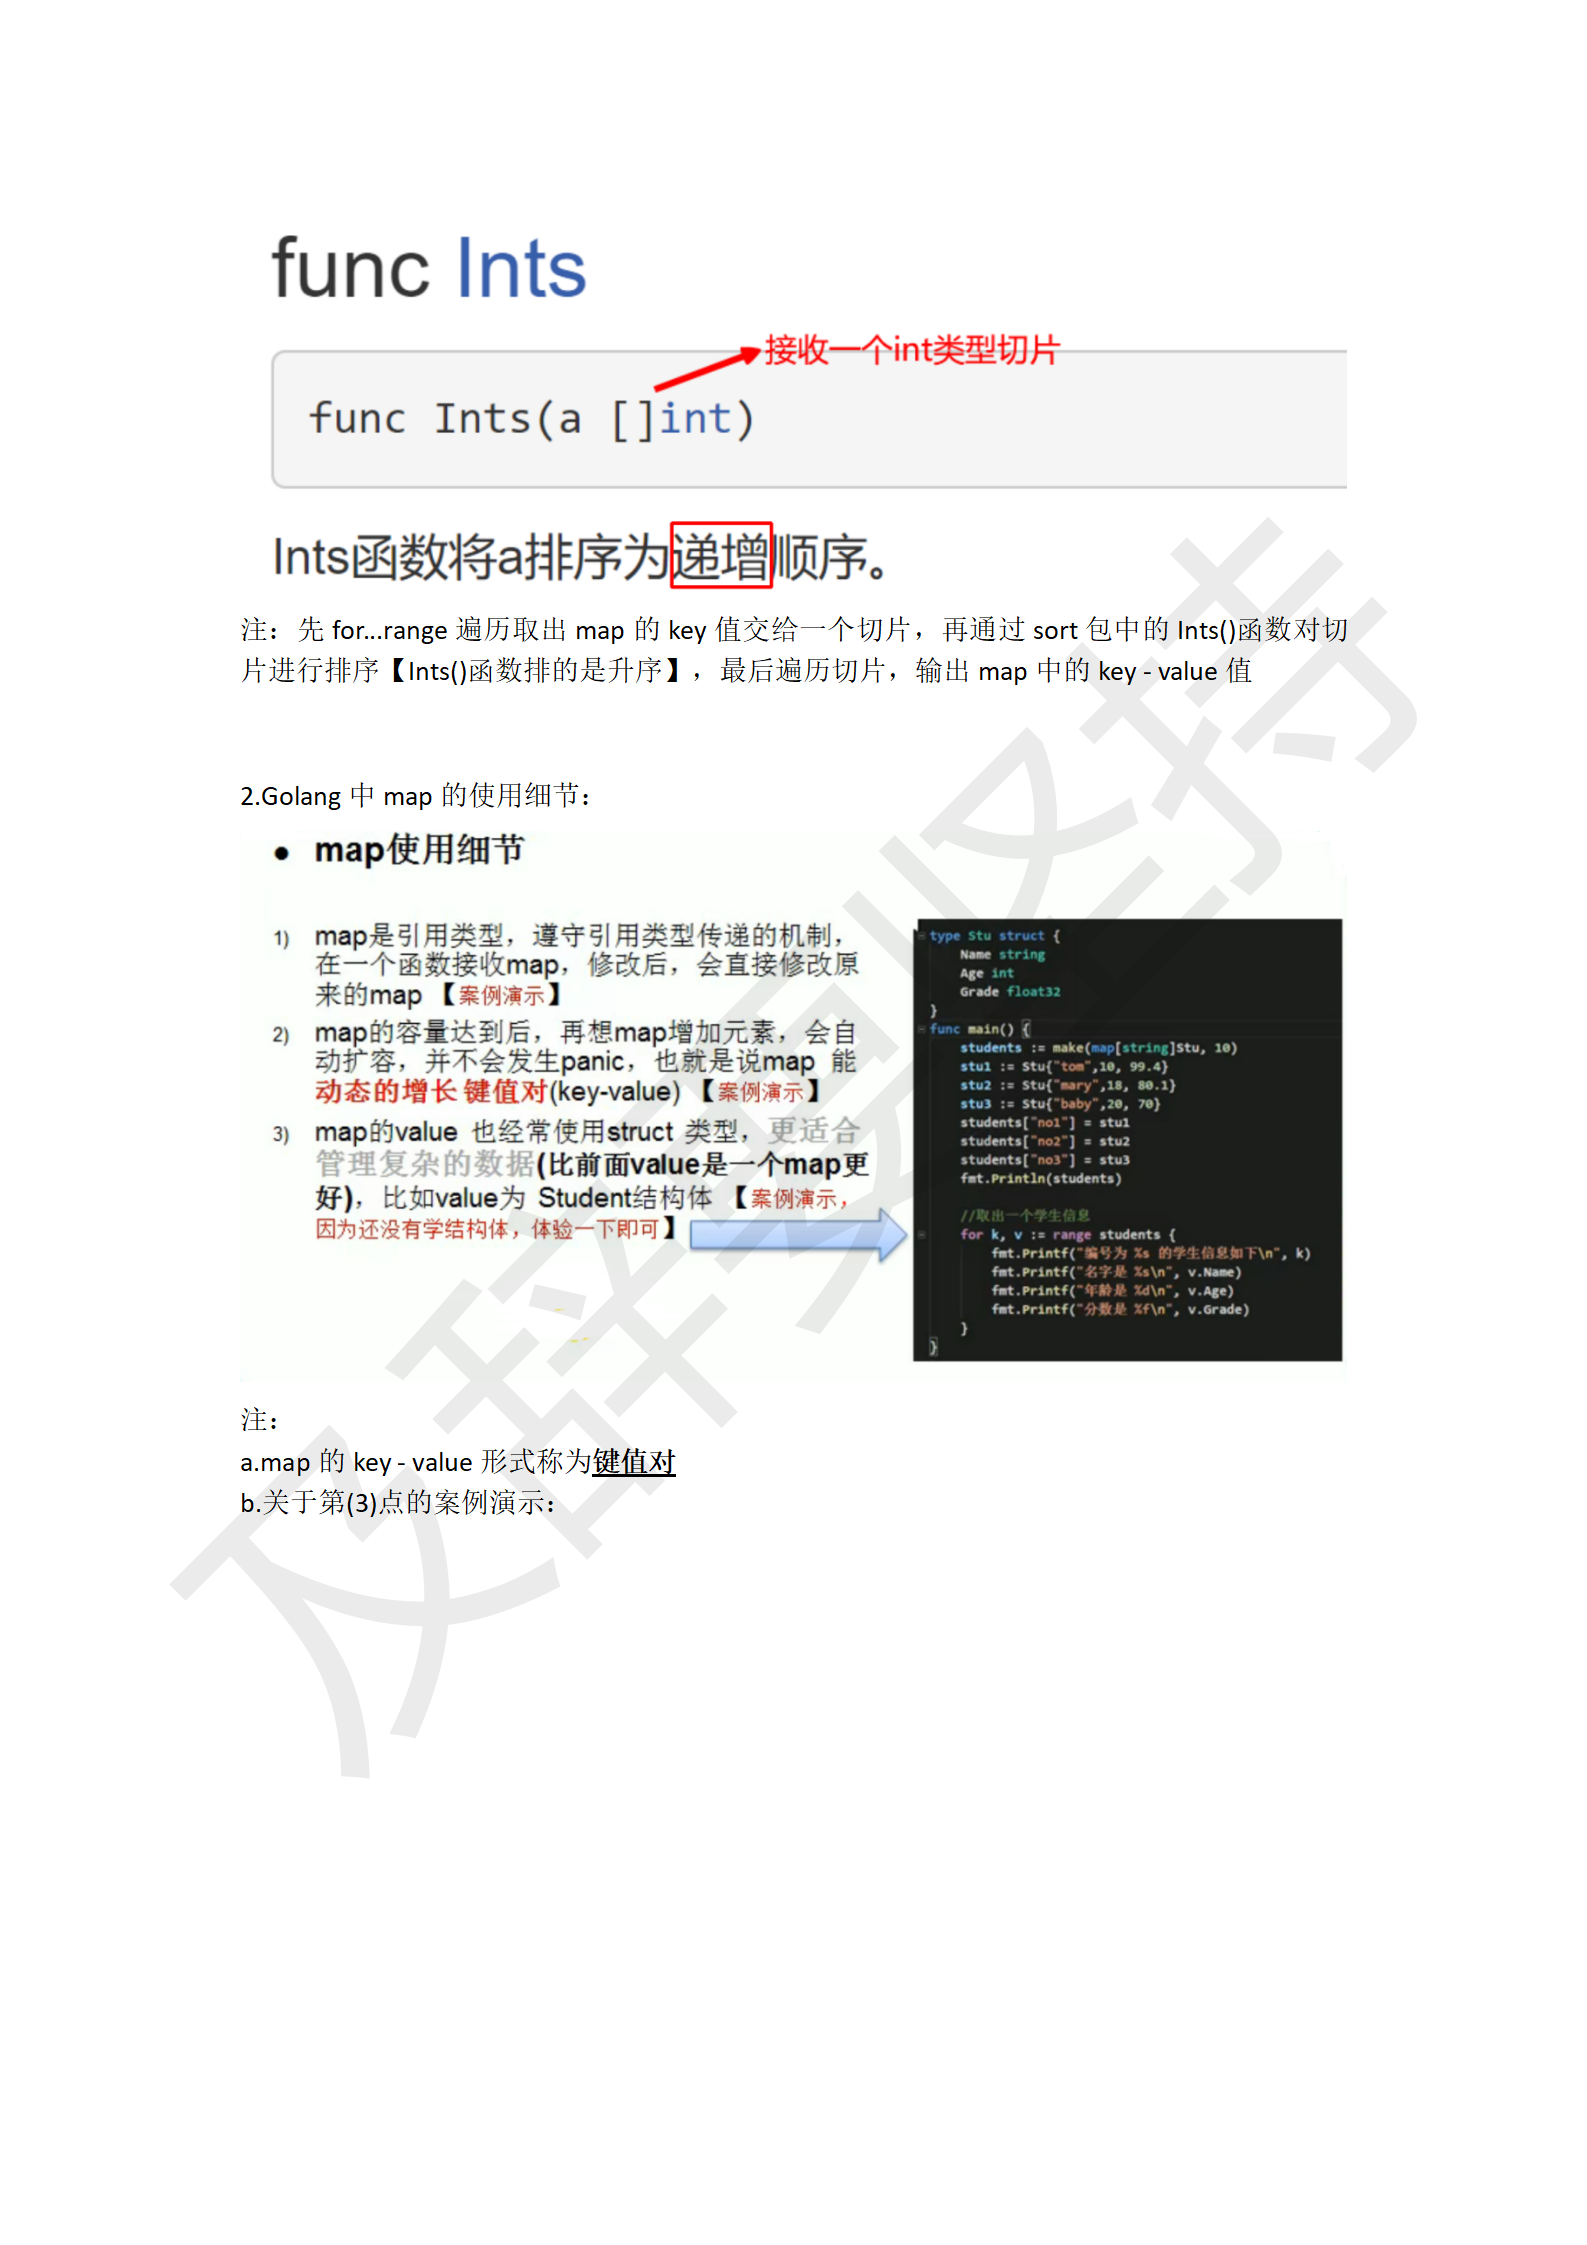 func Ints
接收一个int类型切片
func Ints(a []int)
Ints函数将a排序为递增顺序。
注：先 for...range 遍历取出 map 的 key 值交给一个切片，再通过 sort 包中的 Ints()函数对切
片进行排序【Ints()函数排的是升序】，最后遍历切片，输出 map 中的 key - value 值
2.Golang 中 map 的使用细节：
● map使用细节
1) map是引用类型，遵守引用类型传递的机制，
在一个函数接收map，修改后，会直接修改原
来的map 【案例演示】
2) map的容量达到后，再想map增加元素，会自
动扩容，并不会发生panic，也就是说map 能
动态的增长 键值对(key-value) 【案例演示】
3) map的value 也经常使用struct 类型，更适合
管理复杂的数据(比前面value是一个map更
好)，比如value为 Student结构体 【案例演示，
因为还没有学结构体，体验一下即可】
type Stu struct {
Name string
Age int
Grade float32
}
func main() {
students := make(map[string]Stu, 10)
stu1 := Stu{"tom",10, 99.4}
stu2 := Stu{"mary",18, 80.1}
stu3 := Stu{"baby",20, 70}
students["no1"] = stu1
students["no2"] = stu2
students["no3"] = stu3
fmt.Println(students)
//取出一个学生信息
for k, v := range students {
fmt.Printf("编号为 %s 的学生信息如下\n", k)
fmt.Printf("名字是 %s\n", v.Name)
fmt.Printf("年龄是 %d\n", v.Age)
fmt.Printf("分数是 %f\n", v.Grade)
}
}
注：
a.map 的 key - value 形式称为键值对
b.关于第(3)点的案例演示：
及辞要坚持